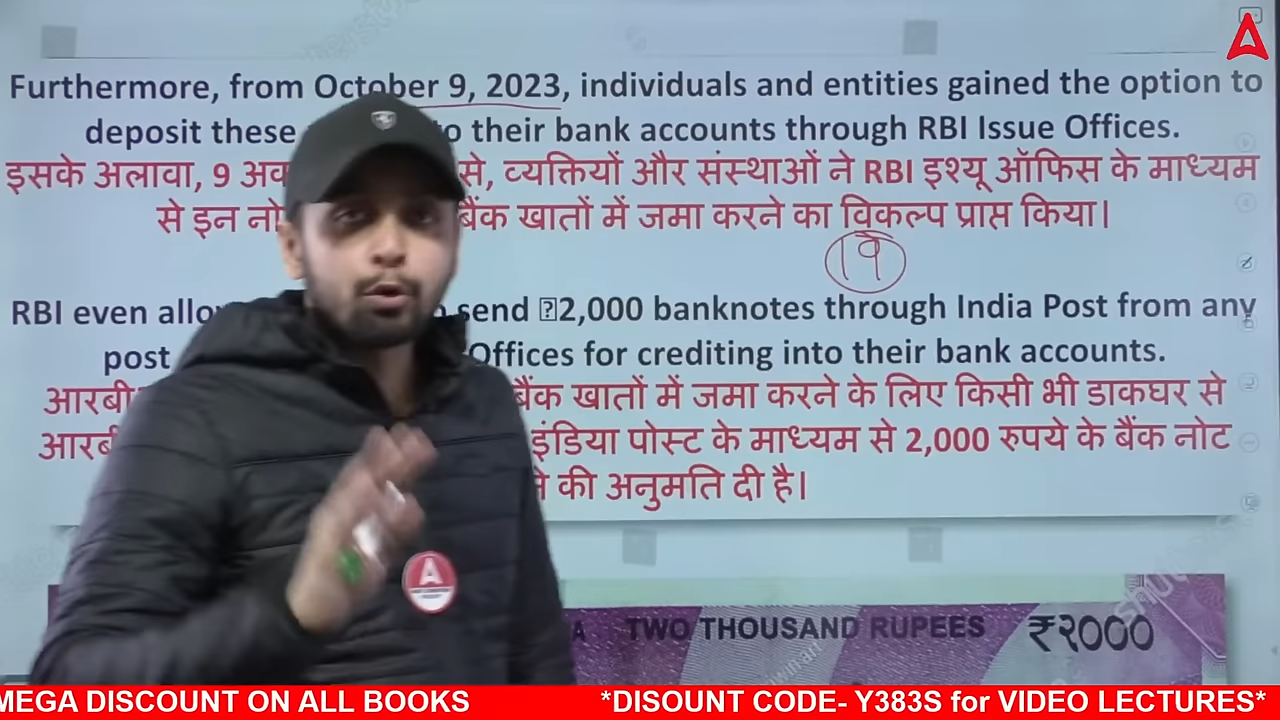 Furthermore, from October 9, 2023, individuals and entities gained the option to
deposit these to their bank accounts through RBI Issue Offices.
इसके अलावा, 9 से, व्यक्तियों और संस्थाओं ने RBI इश्यू ऑफिस के माध्यम
से इन बैंक खातों में जमा करने का विकल्प प्राप्त किया।
19
RBI even send 2,000 banknotes through India Post from any
post Offices for crediting into their bank accounts.
बैंक खातों में जमा करने के लिए किसी भी डाकघर से
इंडिया पोस्ट के माध्यम से 2,000 रुपये के बैंक नोट
की अनुमति दी है।
TWO THOUSAND RUPEES ₹२०००
MEGA DISCOUNT ON ALL BOOKS *DISOUNT CODE- Y383S for VIDEO LECTURES*